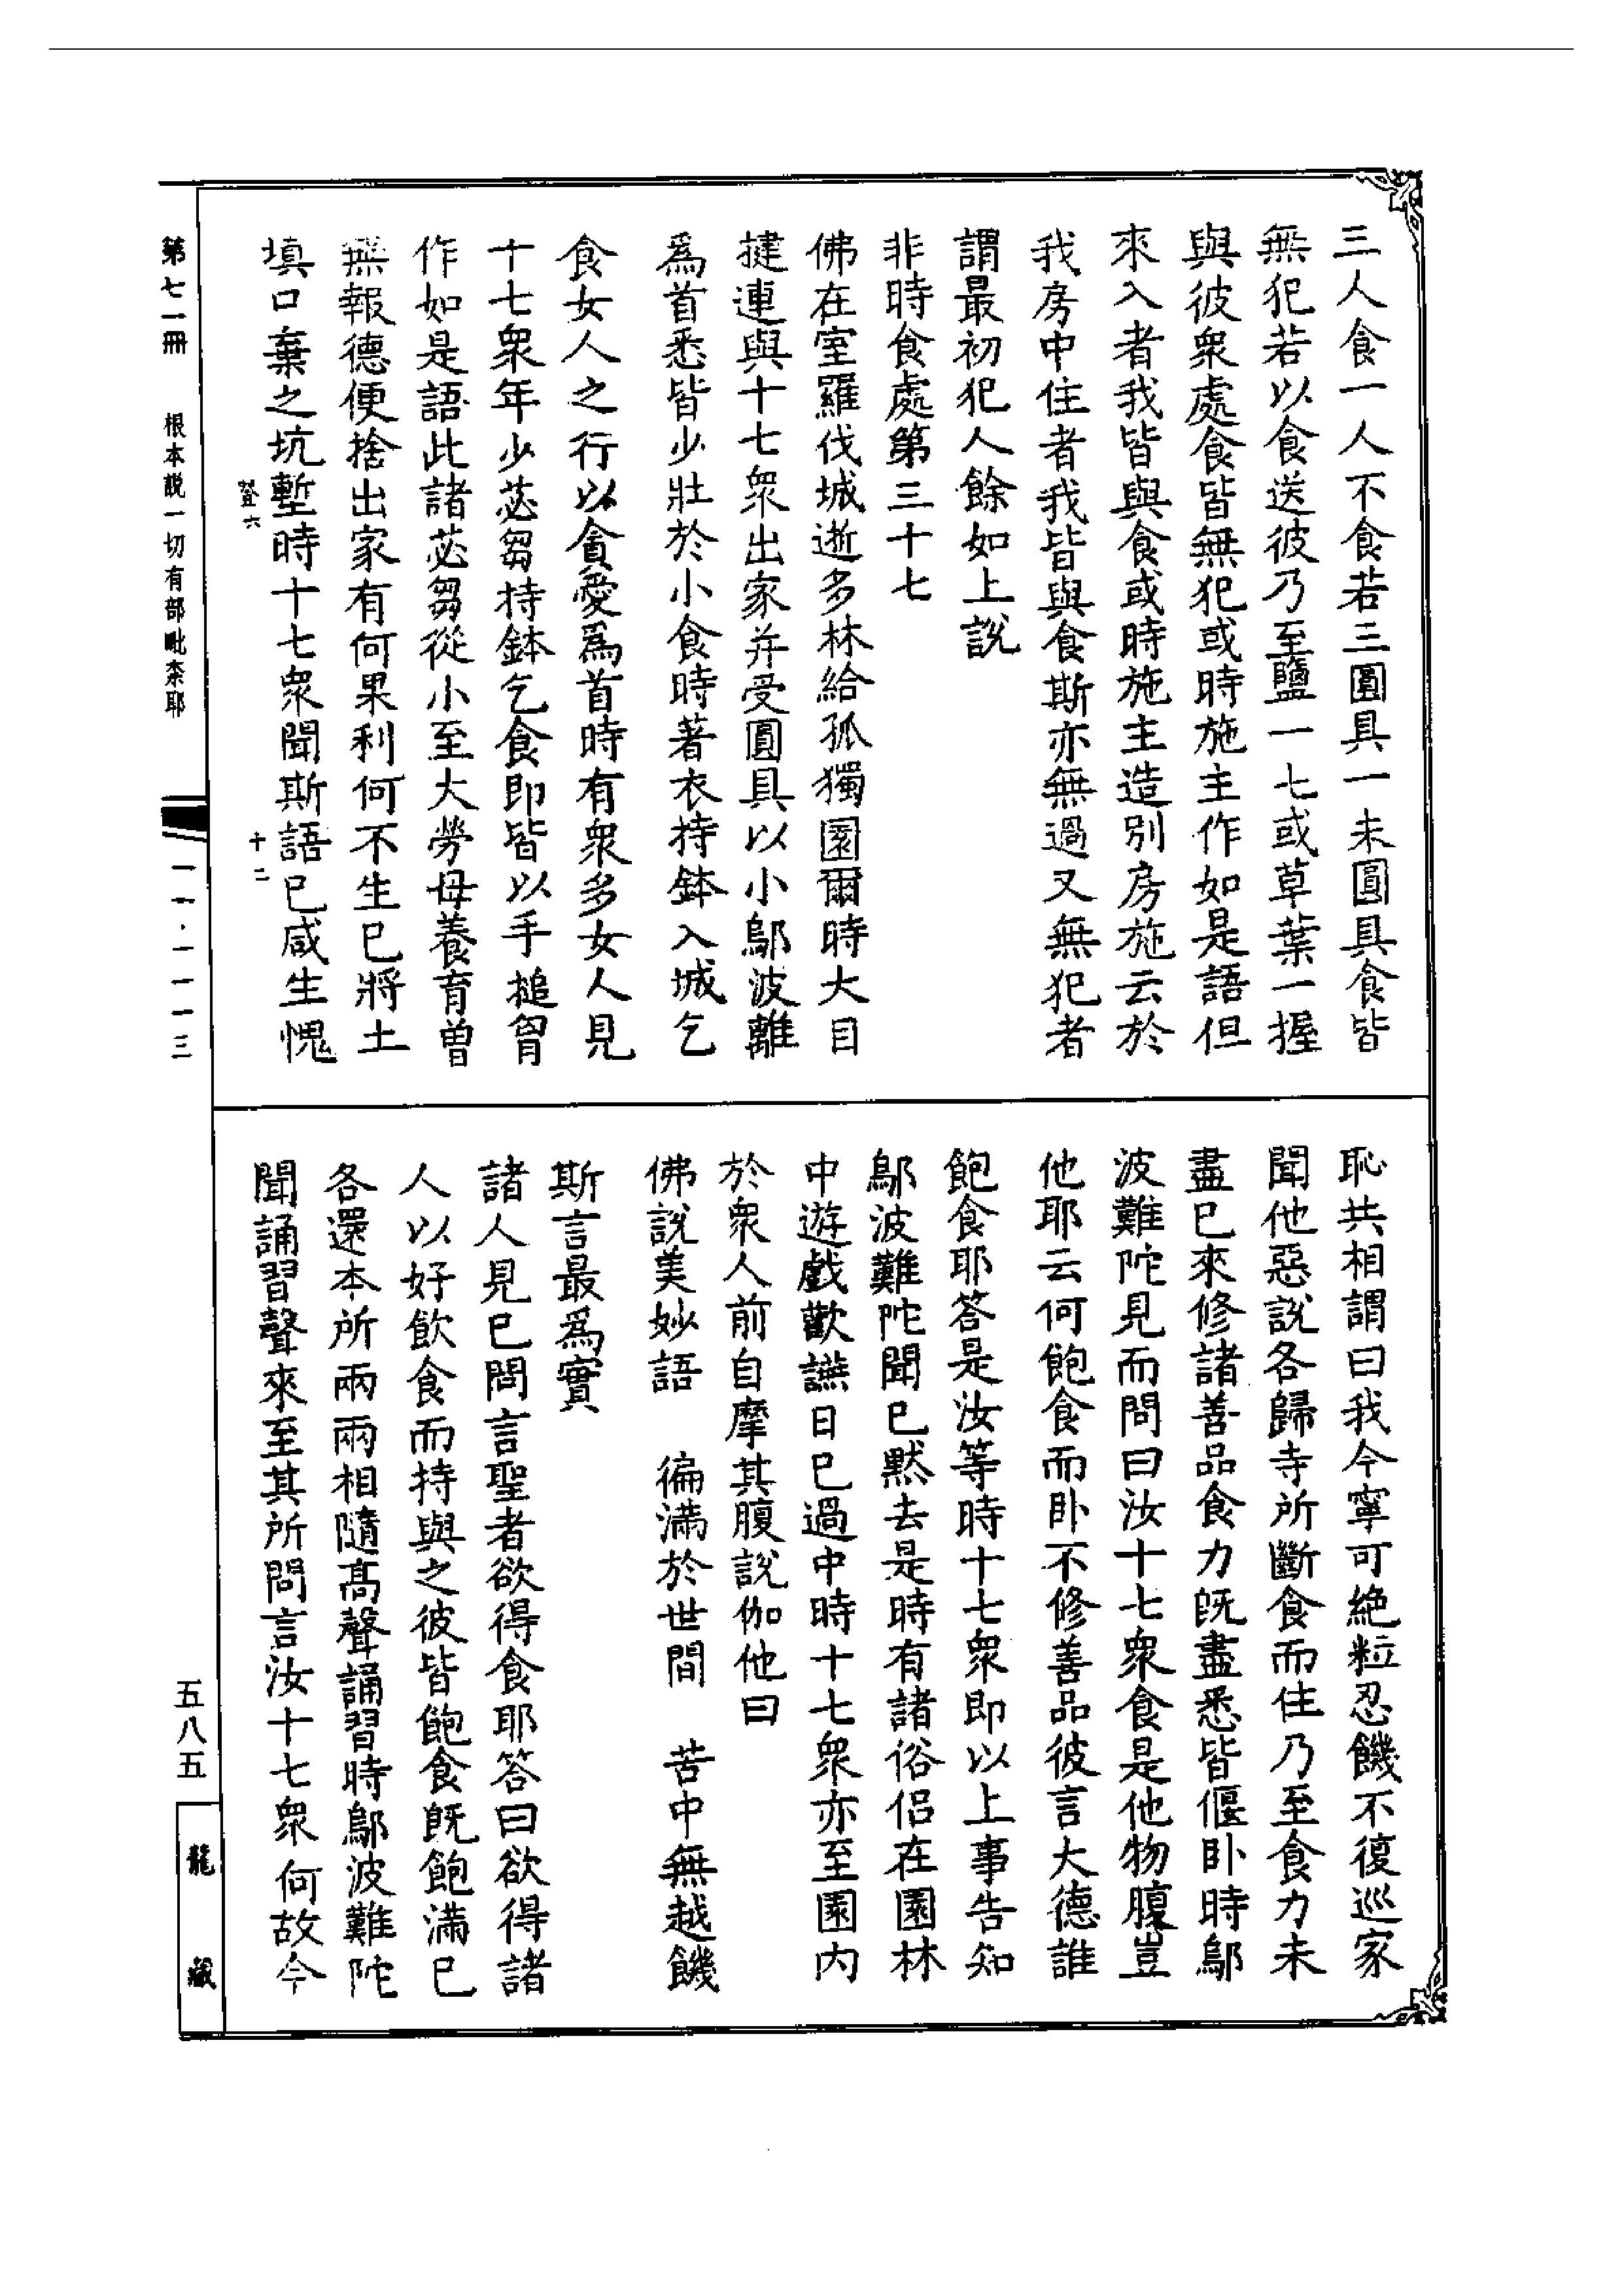 三人食一人不食若三圓具一未圓具食皆
無犯若以食送彼乃至鹽一七或草葉一握
與彼眾處食皆無犯或時施主作如是語但
來入者我皆與食或時施主造別房施云於
我房中住者我皆與食斯亦無過又無犯者
謂最初犯人餘如上說
非時食處第三十七
佛在室羅伐城逝多林給孤獨園爾時大目
揵連與十七眾出家并受圓具以小鄔波離
為首悉皆少壯於小食時著衣持鉢入城乞
食女人之行以貪愛為首時有眾多女人見
十七眾年少苾芻持鉢乞食即皆以手搥胷
作如是語此諸苾芻從小至大勞母養育曾
無報德便捨出家有何果利何不生已將土
填口棄之坑塹時十七眾聞斯語已咸生愧
恥共相謂曰我今寧可絶粒忍饑不復巡家
聞他惡說各歸寺所斷食而住乃至食力未
盡已來修諸善品食力既盡悉皆偃卧時鄔
波難陀見而問曰汝十七眾食是他物腹豈
他耶云何飽食而卧不修善品彼言大德誰
飽食耶答是汝等時十七眾即以上事告知
鄔波難陀聞已默去是時有諸俗侶在園林
中遊戲歡讌日已過中時十七眾亦至園內
於眾人前自摩其腹說伽他曰
佛說美妙語　徧滿於世間　苦中無越饑
斯言最為實
諸人見已問言聖者欲得食耶答曰欲得諸
人以好飲食而持與之彼皆飽食既飽滿已
各還本所兩兩相隨高聲誦習時鄔波難陀
聞誦習聲來至其所問言汝十七眾何故今
登六　十二
第七一冊　根本說一切有部毗柰耶　一一·一一一三
五八五
龍藏